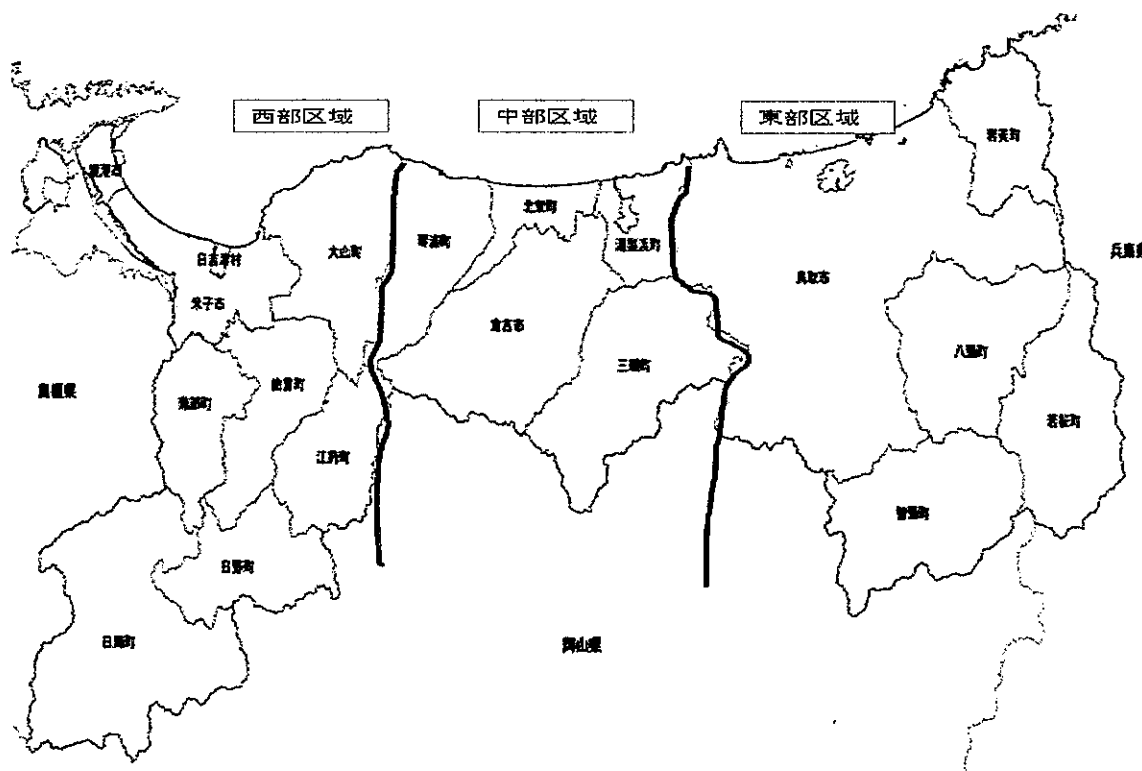 西部区域
中部区域
東部区域
岩美町
境港市
北栄町
大山町
琴浦町
湯梨浜町
兵庫県
日吉津村
鳥取市
米子市
倉吉市
八頭町
三朝町
島根県
伯耆町
南部町
若桜町
江府町
智頭町
日野町
日南町
岡山県